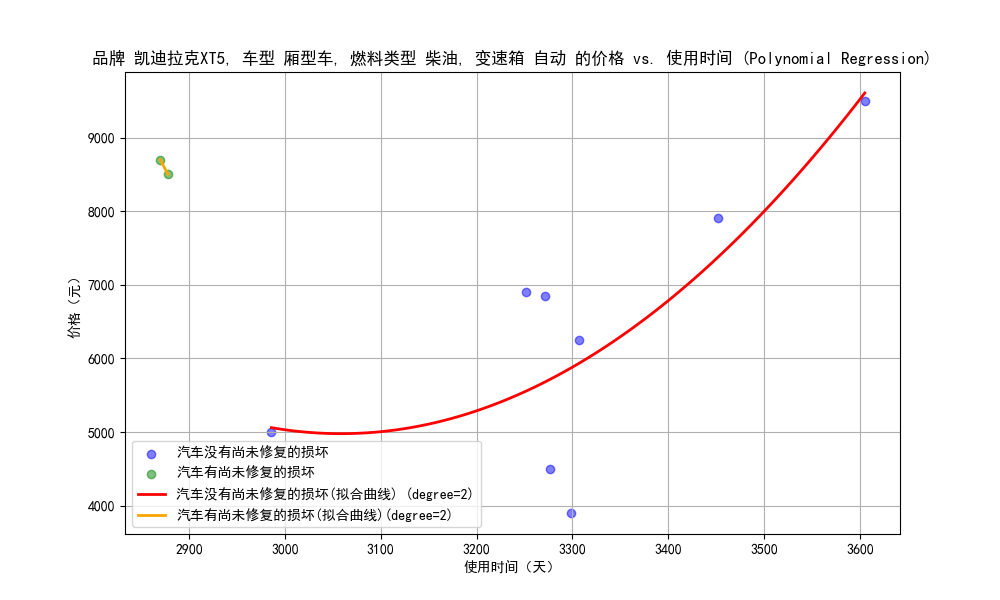 品牌 凯迪拉克XT5, 车型 厢型车, 燃料类型 柴油, 变速箱 自动 的价格 vs. 使用时间 (Polynomial Regression)
价格（元）
9000
8000
7000
6000
5000
4000
汽车没有尚未修复的损坏
汽车有尚未修复的损坏
汽车没有尚未修复的损坏(拟合曲线) (degree=2)
汽车有尚未修复的损坏(拟合曲线)(degree=2)
2900 3000 3100 3200 3300 3400 3500 3600
使用时间（天）